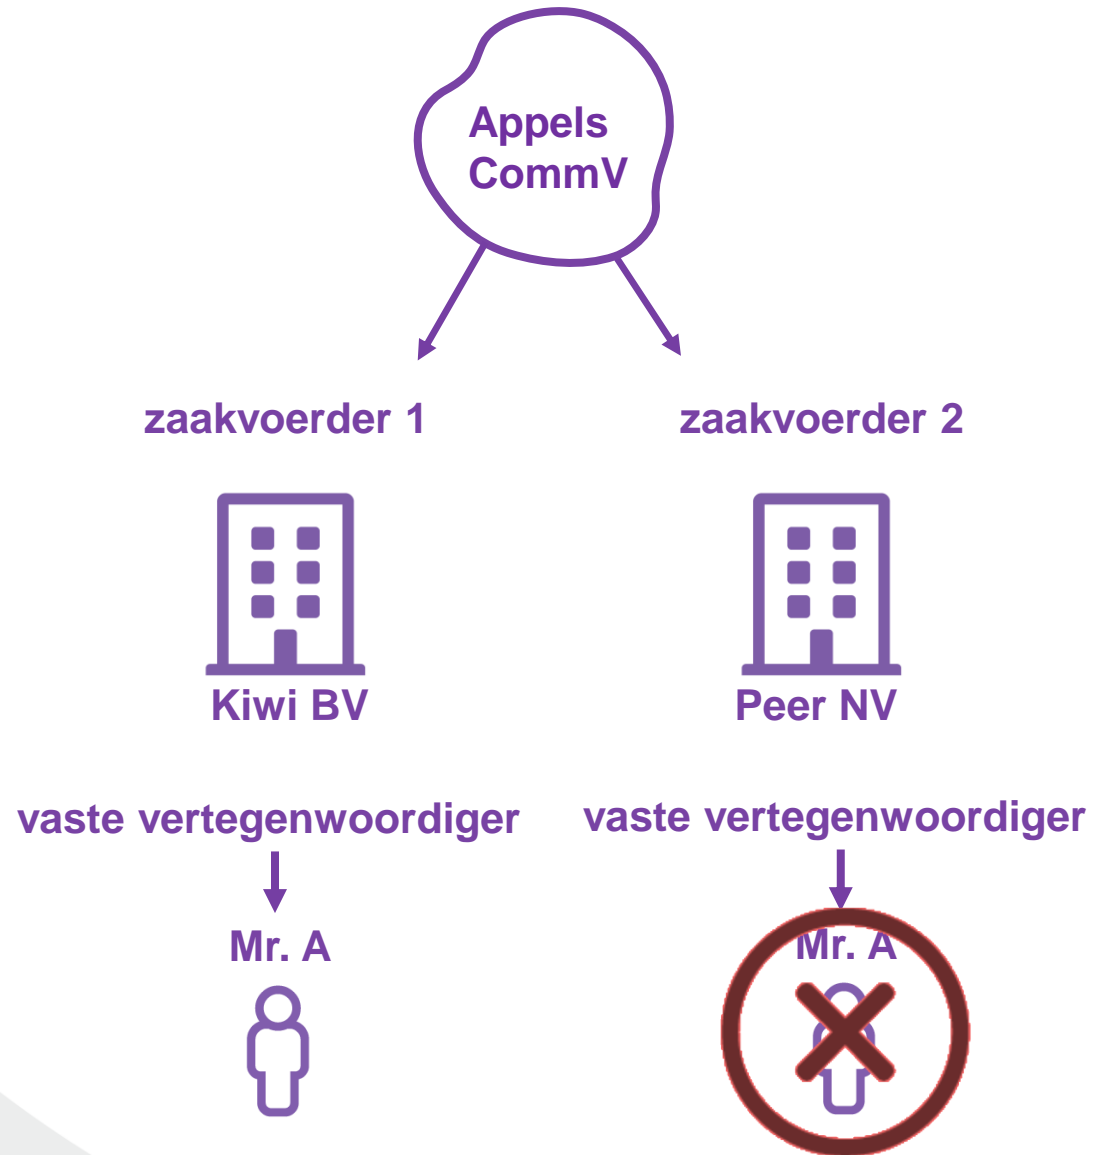 Appels
CommV
zaakvoerder 1
zaakvoerder 2
Kiwi BV
Peer NV
vaste vertegenwoordiger
vaste vertegenwoordiger
Mr. A
Mr. A